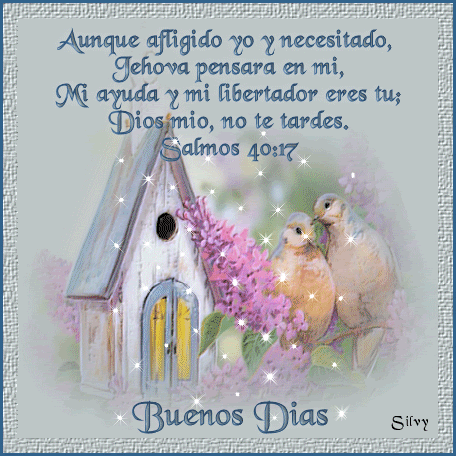 Aunque afligido yo y necesitado,
Jehova pensara en mi,
Mi ayuda y mi libertador eres tu;
Dios mio, no te tardes.
Salmos 40:17
Buenos Dias
Silvy